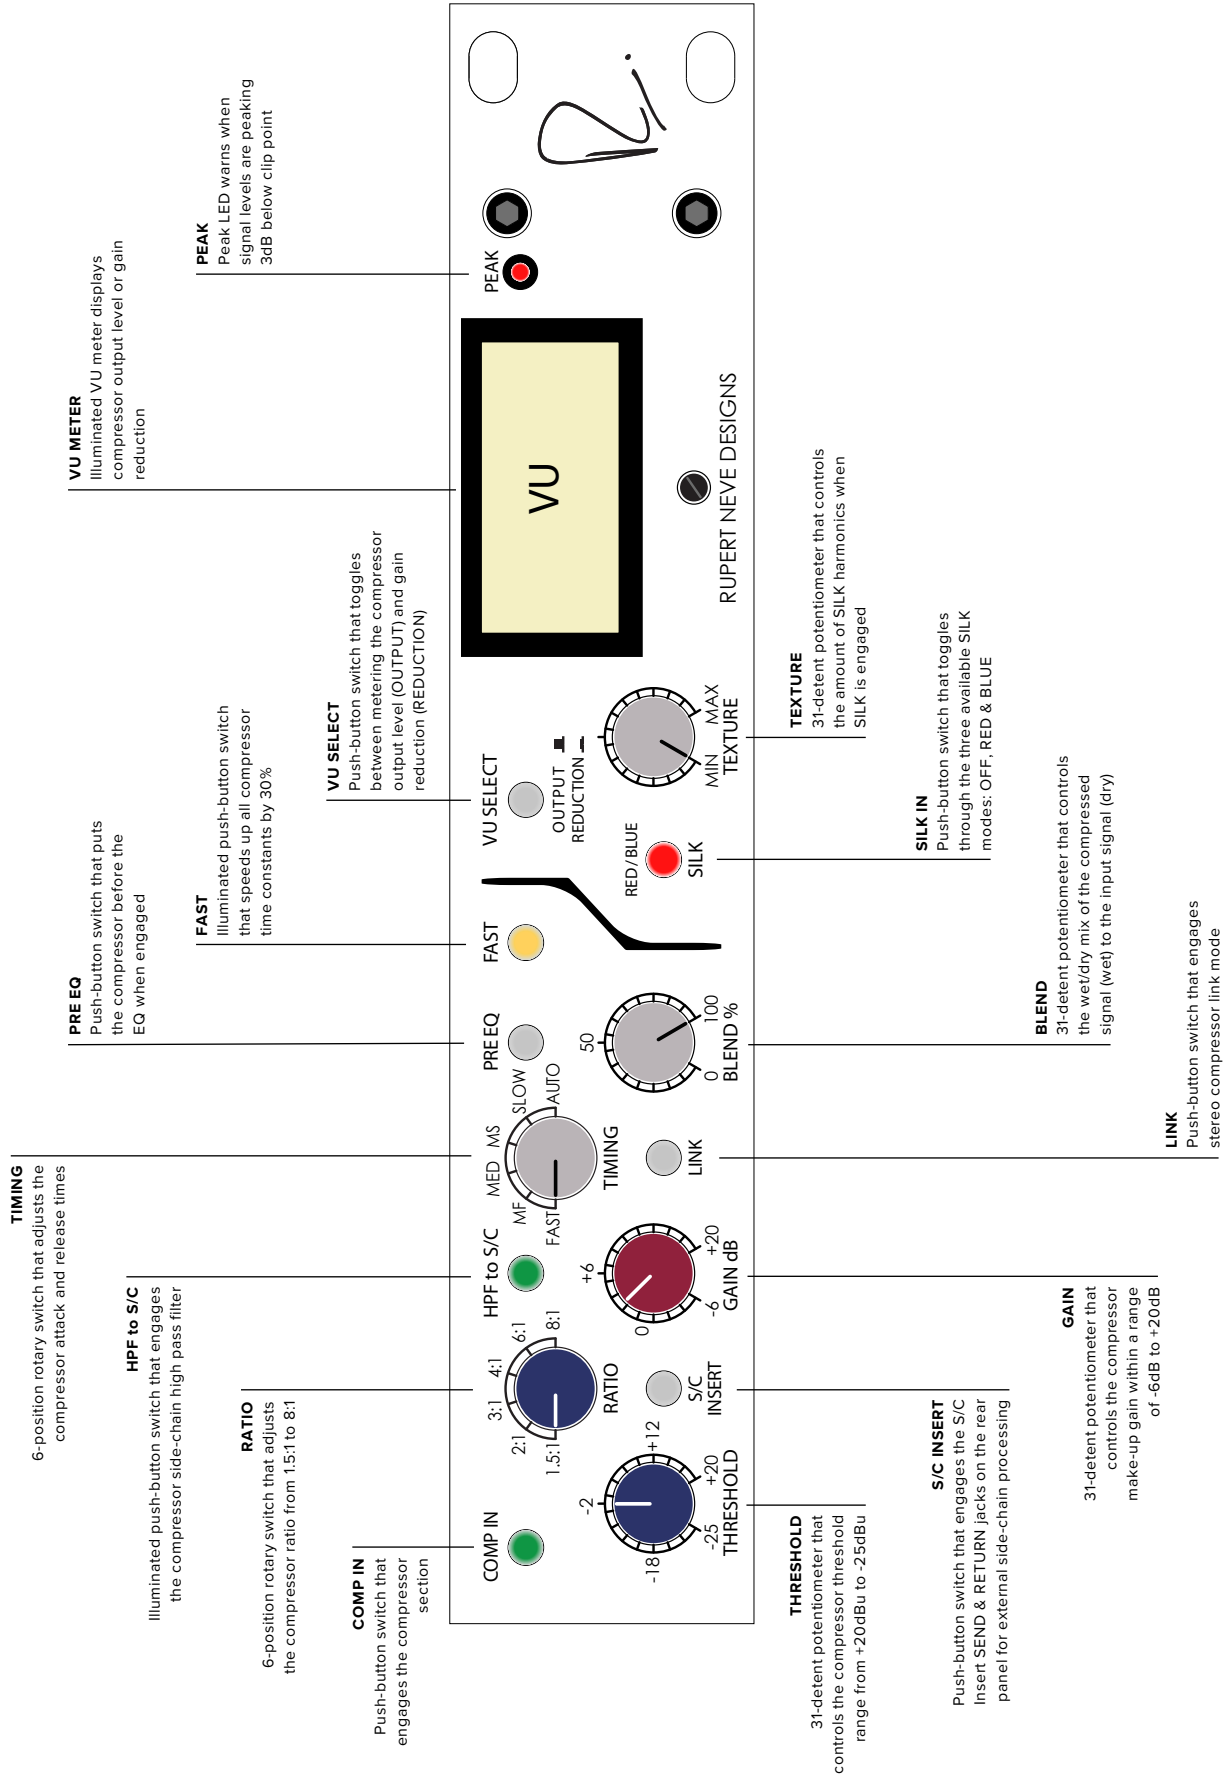 TIMING
6-position rotary switch that adjusts the
compressor attack and release times
HPF to S/C
Illuminated push-button switch that engages
the compressor side-chain high pass filter
RATIO
6-position rotary switch that adjusts
the compressor ratio from 1.5:1 to 8:1
COMP IN
Push-button switch that
engages the compressor
section
PRE EQ
Push-button switch that puts
the compressor before the
EQ when engaged
FAST
Illuminated push-button switch
that speeds up all compressor
time constants by 30%
VU SELECT
Push-button switch that toggles
between metering the compressor
output level (OUTPUT) and gain
reduction (REDUCTION)
VU METER
Illuminated VU meter displays
compressor output level or gain
reduction
PEAK
Peak LED warns when
signal levels are peaking
3dB below clip point
COMP IN
-18
-25
-2
+12
+20
THRESHOLD
1.5:1
2:1
3:1
4:1
6:1
8:1
RATIO
S/C
INSERT
HPF to S/C
0
-6
+6
+20
GAIN dB
FAST
MF
MED
MS
SLOW
AUTO
TIMING
LINK
PRE EQ
0
50
100
BLEND %
FAST
RED / BLUE
SILK
VU SELECT
OUTPUT
REDUCTION
MIN
MAX
TEXTURE
VU
RUPERT NEVE DESIGNS
PEAK
THRESHOLD
31-detent potentiometer that
controls the compressor threshold
range from +20dBu to -25dBu
S/C INSERT
Push-button switch that engages the S/C
Insert SEND & RETURN jacks on the rear
panel for external side-chain processing
GAIN
31-detent potentiometer that
controls the compressor
make-up gain within a range
of -6dB to +20dB
LINK
Push-button switch that engages
stereo compressor link mode
BLEND
31-detent potentiometer that controls
the wet/dry mix of the compressed
signal (wet) to the input signal (dry)
SILK IN
Push-button switch that toggles
through the three available SILK
modes: OFF, RED & BLUE
TEXTURE
31-detent potentiometer that controls
the amount of SILK harmonics when
SILK is engaged